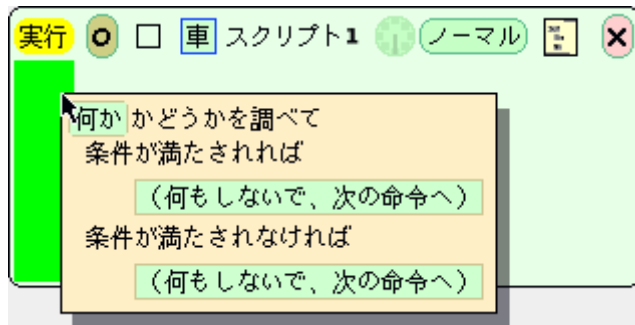 実行 O 車 スクリプト1 ノーマル ×
何か かどうかを調べて
条件が満たされれば
(何もしないで、次の命令へ)
条件が満たされなければ
(何もしないで、次の命令へ)